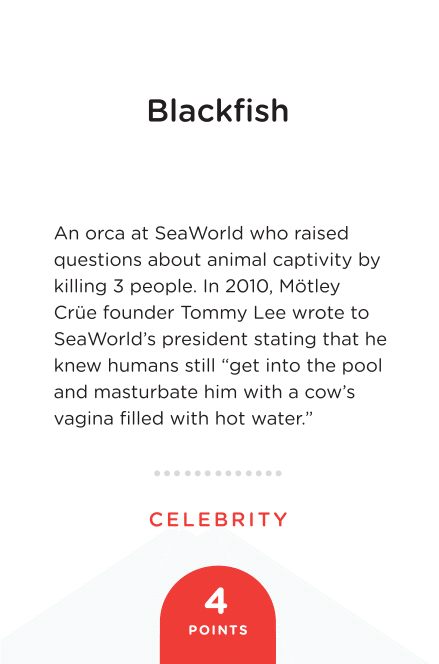 Blackfish
An orca at SeaWorld who raised
questions about animal captivity by
killing 3 people. In 2010, Mötley
Crüe founder Tommy Lee wrote to
SeaWorld’s president stating that he
knew humans still “get into the pool
and masturbate him with a cow’s
vagina filled with hot water.”
CELEBRITY
4
POINTS